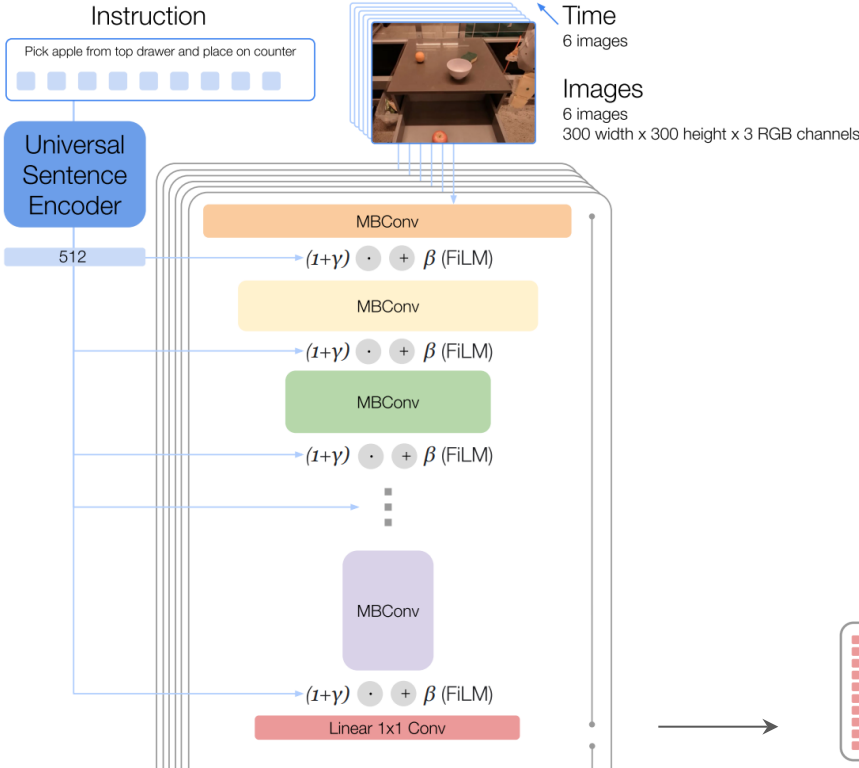 Instruction
Pick apple from top drawer and place on counter
Time
6 images
Images
6 images
300 width x 300 height x 3 RGB channels
Universal
Sentence
Encoder
512
MBConv
(1+γ) · + β (FiLM)
MBConv
(1+γ) · + β (FiLM)
MBConv
(1+γ) · + β (FiLM)
MBConv
(1+γ) · + β (FiLM)
Linear 1x1 Conv